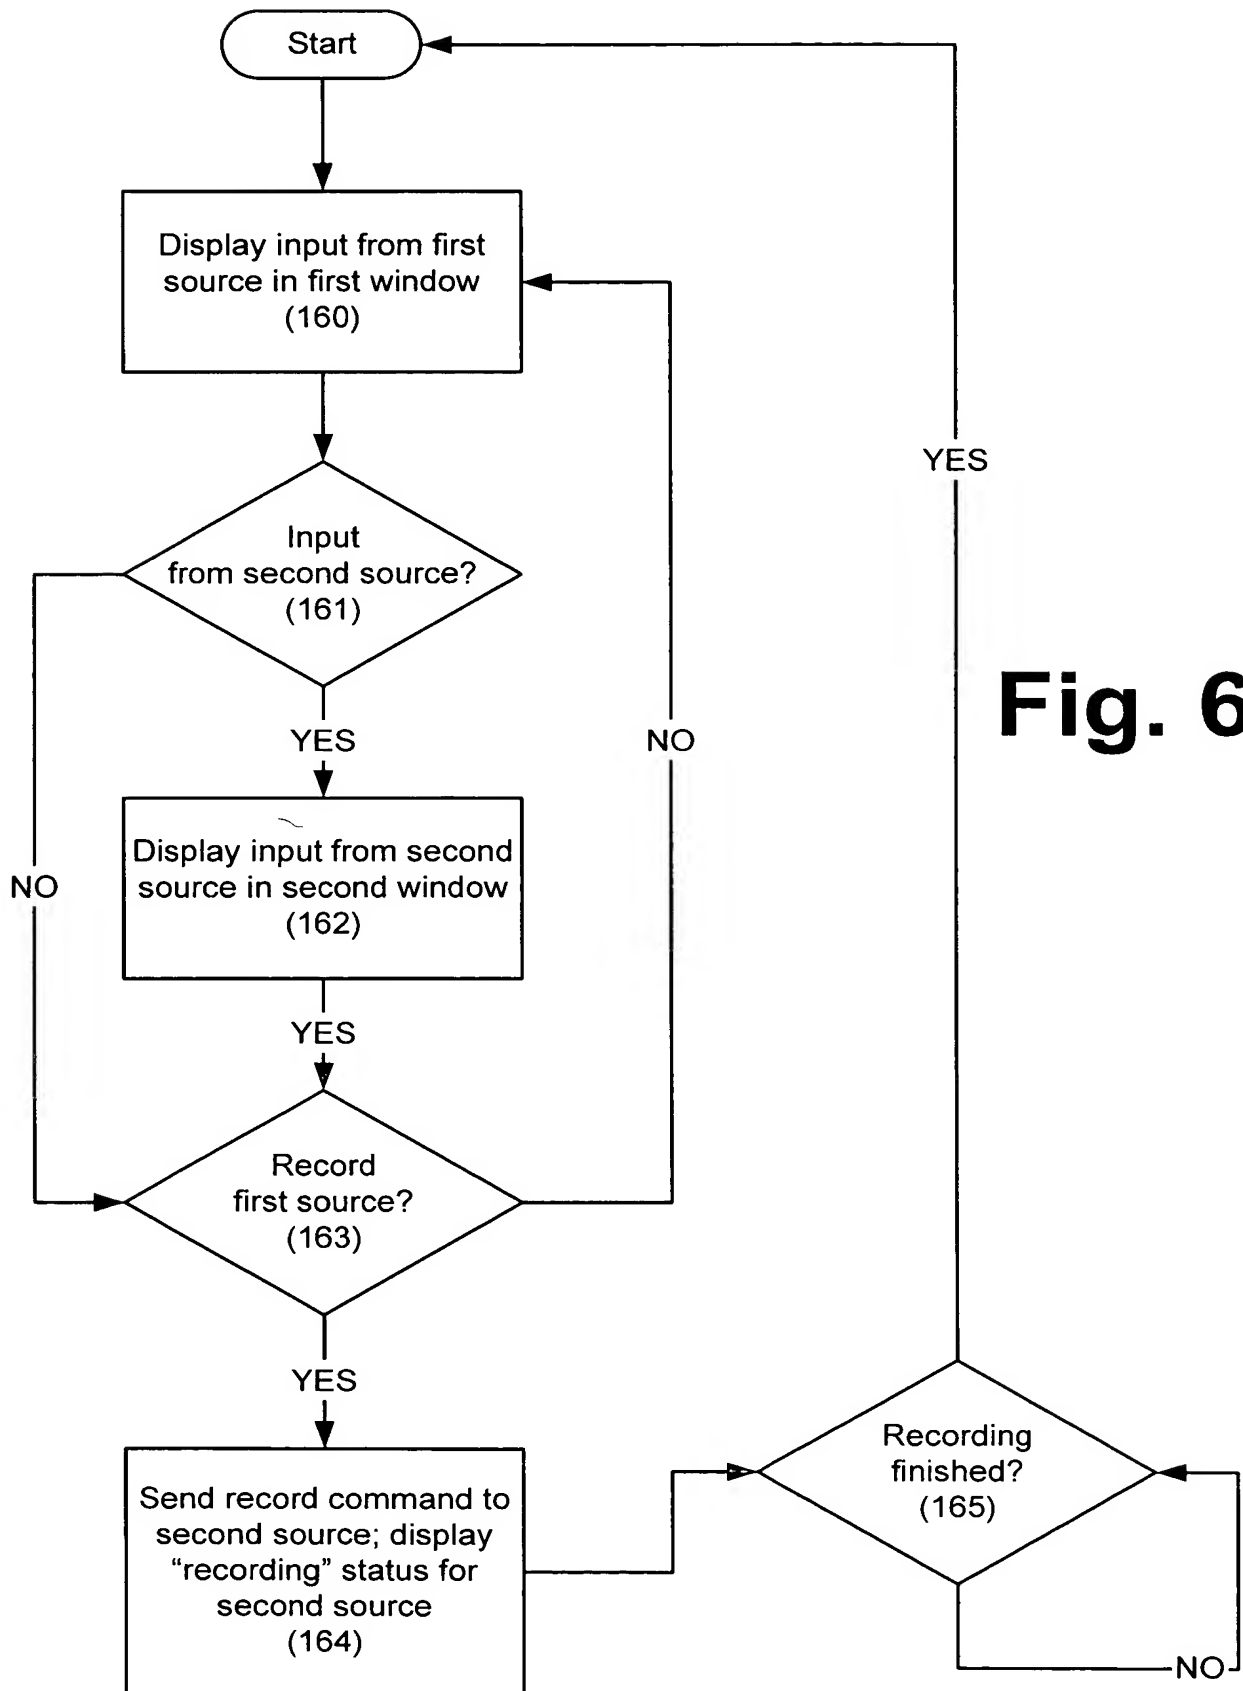 Start
Display input from first
source in first window
(160)
Input
from second source?
(161)
YES
NO
Display input from second
source in second window
(162)
YES
NO
Record
first source?
(163)
YES
Send record command to
second source; display
“recording” status for
second source
(164)
Recording
finished?
(165)
YES
NO
Fig. 6